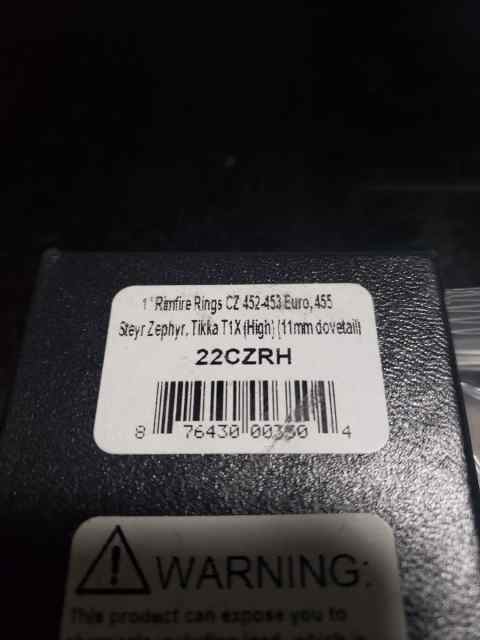 1" Rimfire Rings CZ 452-453 Euro, 455
Steyr Zephyr, Tikka T1X (High) (11mm dovetail)
22CZRH
8 76430 00350 4
WARNING:
This product can expose you to